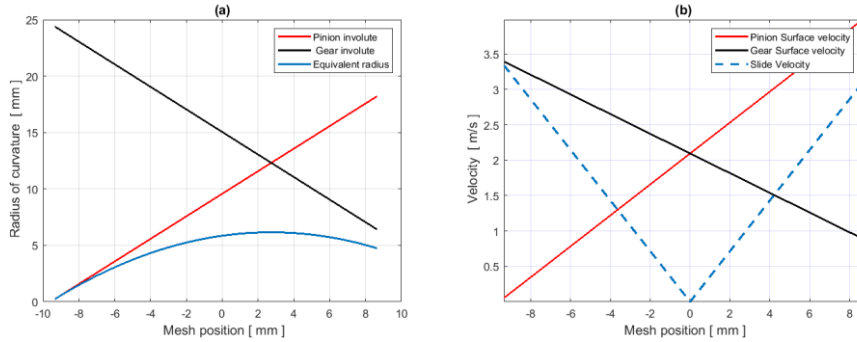 (a)
Radius of curvature [ mm ]
25
20
15
10
5
0
Pinion involute
Gear involute
Equivalent radius
-10 -8 -6 -4 -2 0 2 4 6 8 10
Mesh position [ mm ]
(b)
Velocity [ m/s ]
3.5
3
2.5
2
1.5
1
0.5
Pinion Surface velocity
Gear Surface velocity
Slide Velocity
-8 -6 -4 -2 0 2 4 6 8
Mesh position [ mm ]